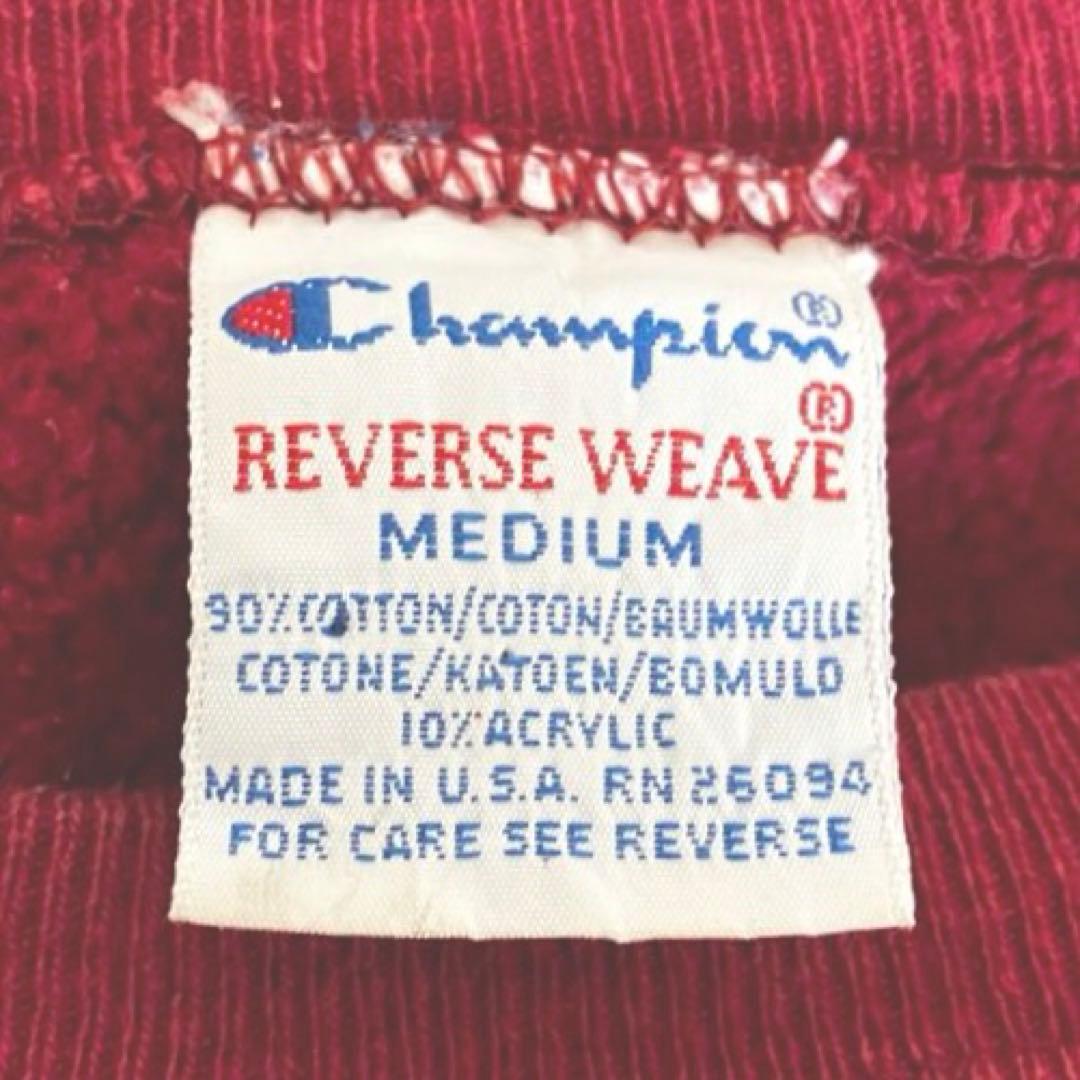 Champion®
REVERSE WEAVE®
MEDIUM
90% COTTON/COTON/BAUMWOLLE
COTONE/KATOEN/BOMULD
10% ACRYLIC
MADE IN U.S.A. RN 26094
FOR CARE SEE REVERSE